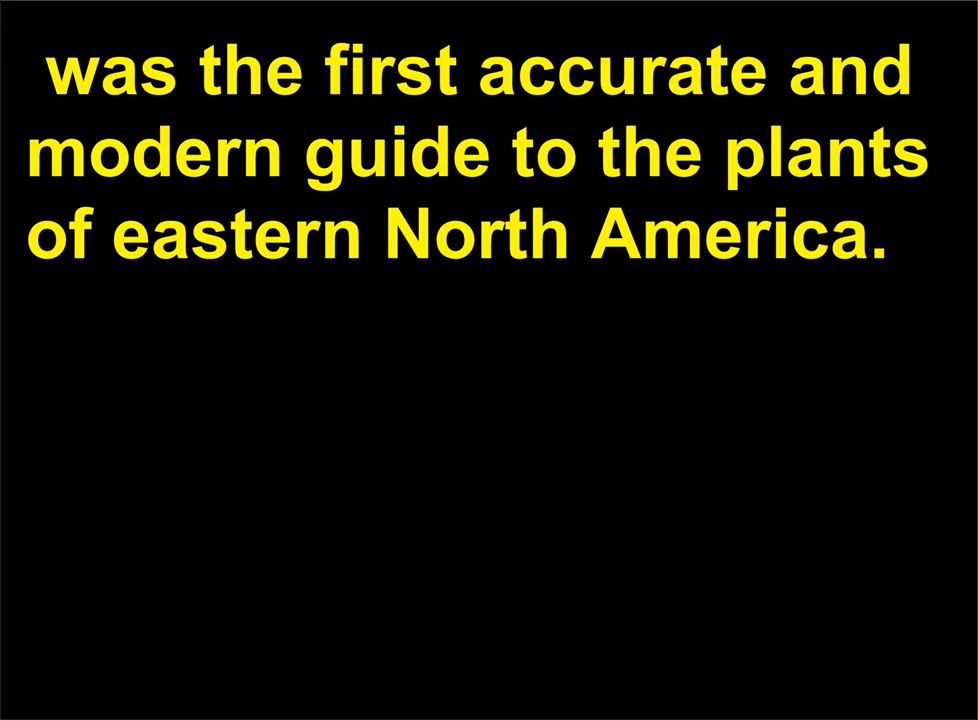 was the first accurate and
modern guide to the plants
of eastern North America.